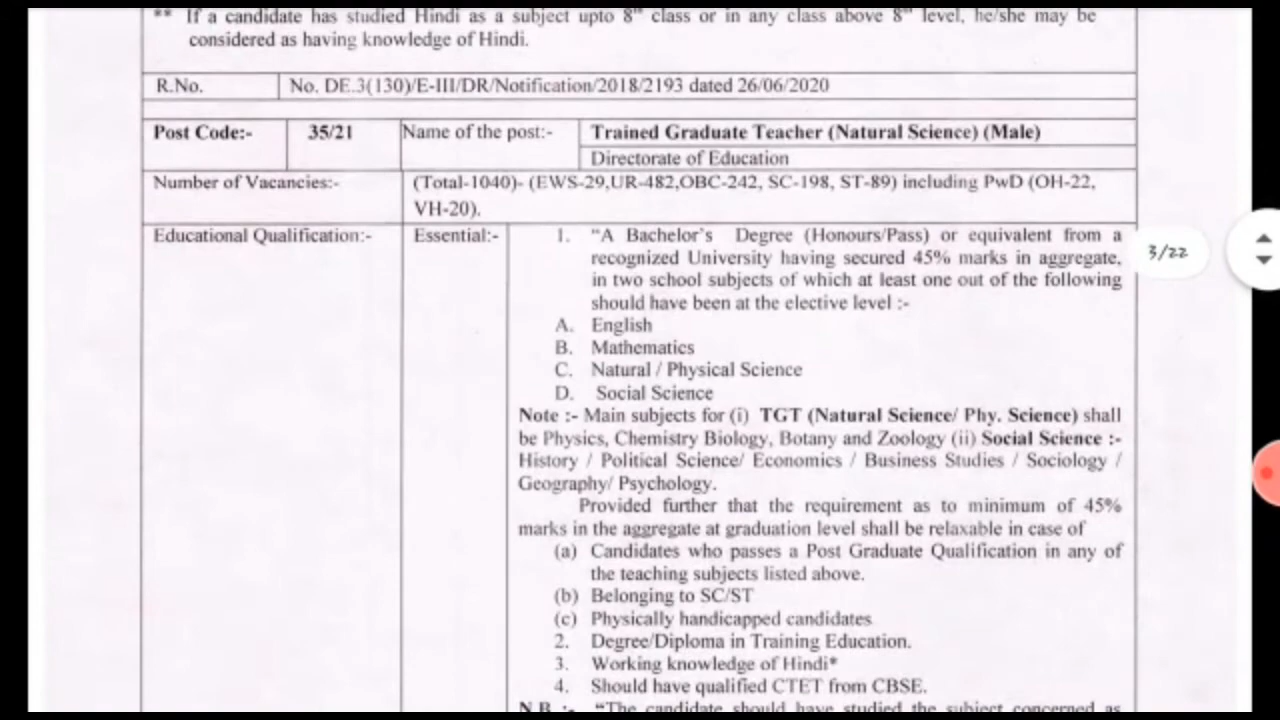 ** If a candidate has studied Hindi as a subject upto 8th class or in any class above 8th level, he/she may be
considered as having knowledge of Hindi.
R.No. No. DE.3(130)/E-III/DR/Notification/2018/2193 dated 26/06/2020
Post Code:- 35/21 Name of the post:- Trained Graduate Teacher (Natural Science) (Male)
Directorate of Education
Number of Vacancies:- (Total-1040)- (EWS-29,UR-482,OBC-242, SC-198, ST-89) including PwD (OH-22,
VH-20).
Educational Qualification:- Essential:- 1. "A Bachelor's Degree (Honours/Pass) or equivalent from a
recognized University having secured 45% marks in aggregate,
in two school subjects of which at least one out of the following
should have been at the elective level :-
A. English
B. Mathematics
C. Natural / Physical Science
D. Social Science
Note :- Main subjects for (i) TGT (Natural Science/ Phy. Science) shall
be Physics, Chemistry Biology, Botany and Zoology (ii) Social Science :-
History / Political Science/ Economics / Business Studies / Sociology /
Geography/ Psychology.
Provided further that the requirement as to minimum of 45%
marks in the aggregate at graduation level shall be relaxable in case of
(a) Candidates who passes a Post Graduate Qualification in any of
the teaching subjects listed above.
(b) Belonging to SC/ST
(c) Physically handicapped candidates
2. Degree/Diploma in Training Education.
3. Working knowledge of Hindi*
4. Should have qualified CTET from CBSE.
N.B :- "The candidate should have studied the subject concerned as
3/22